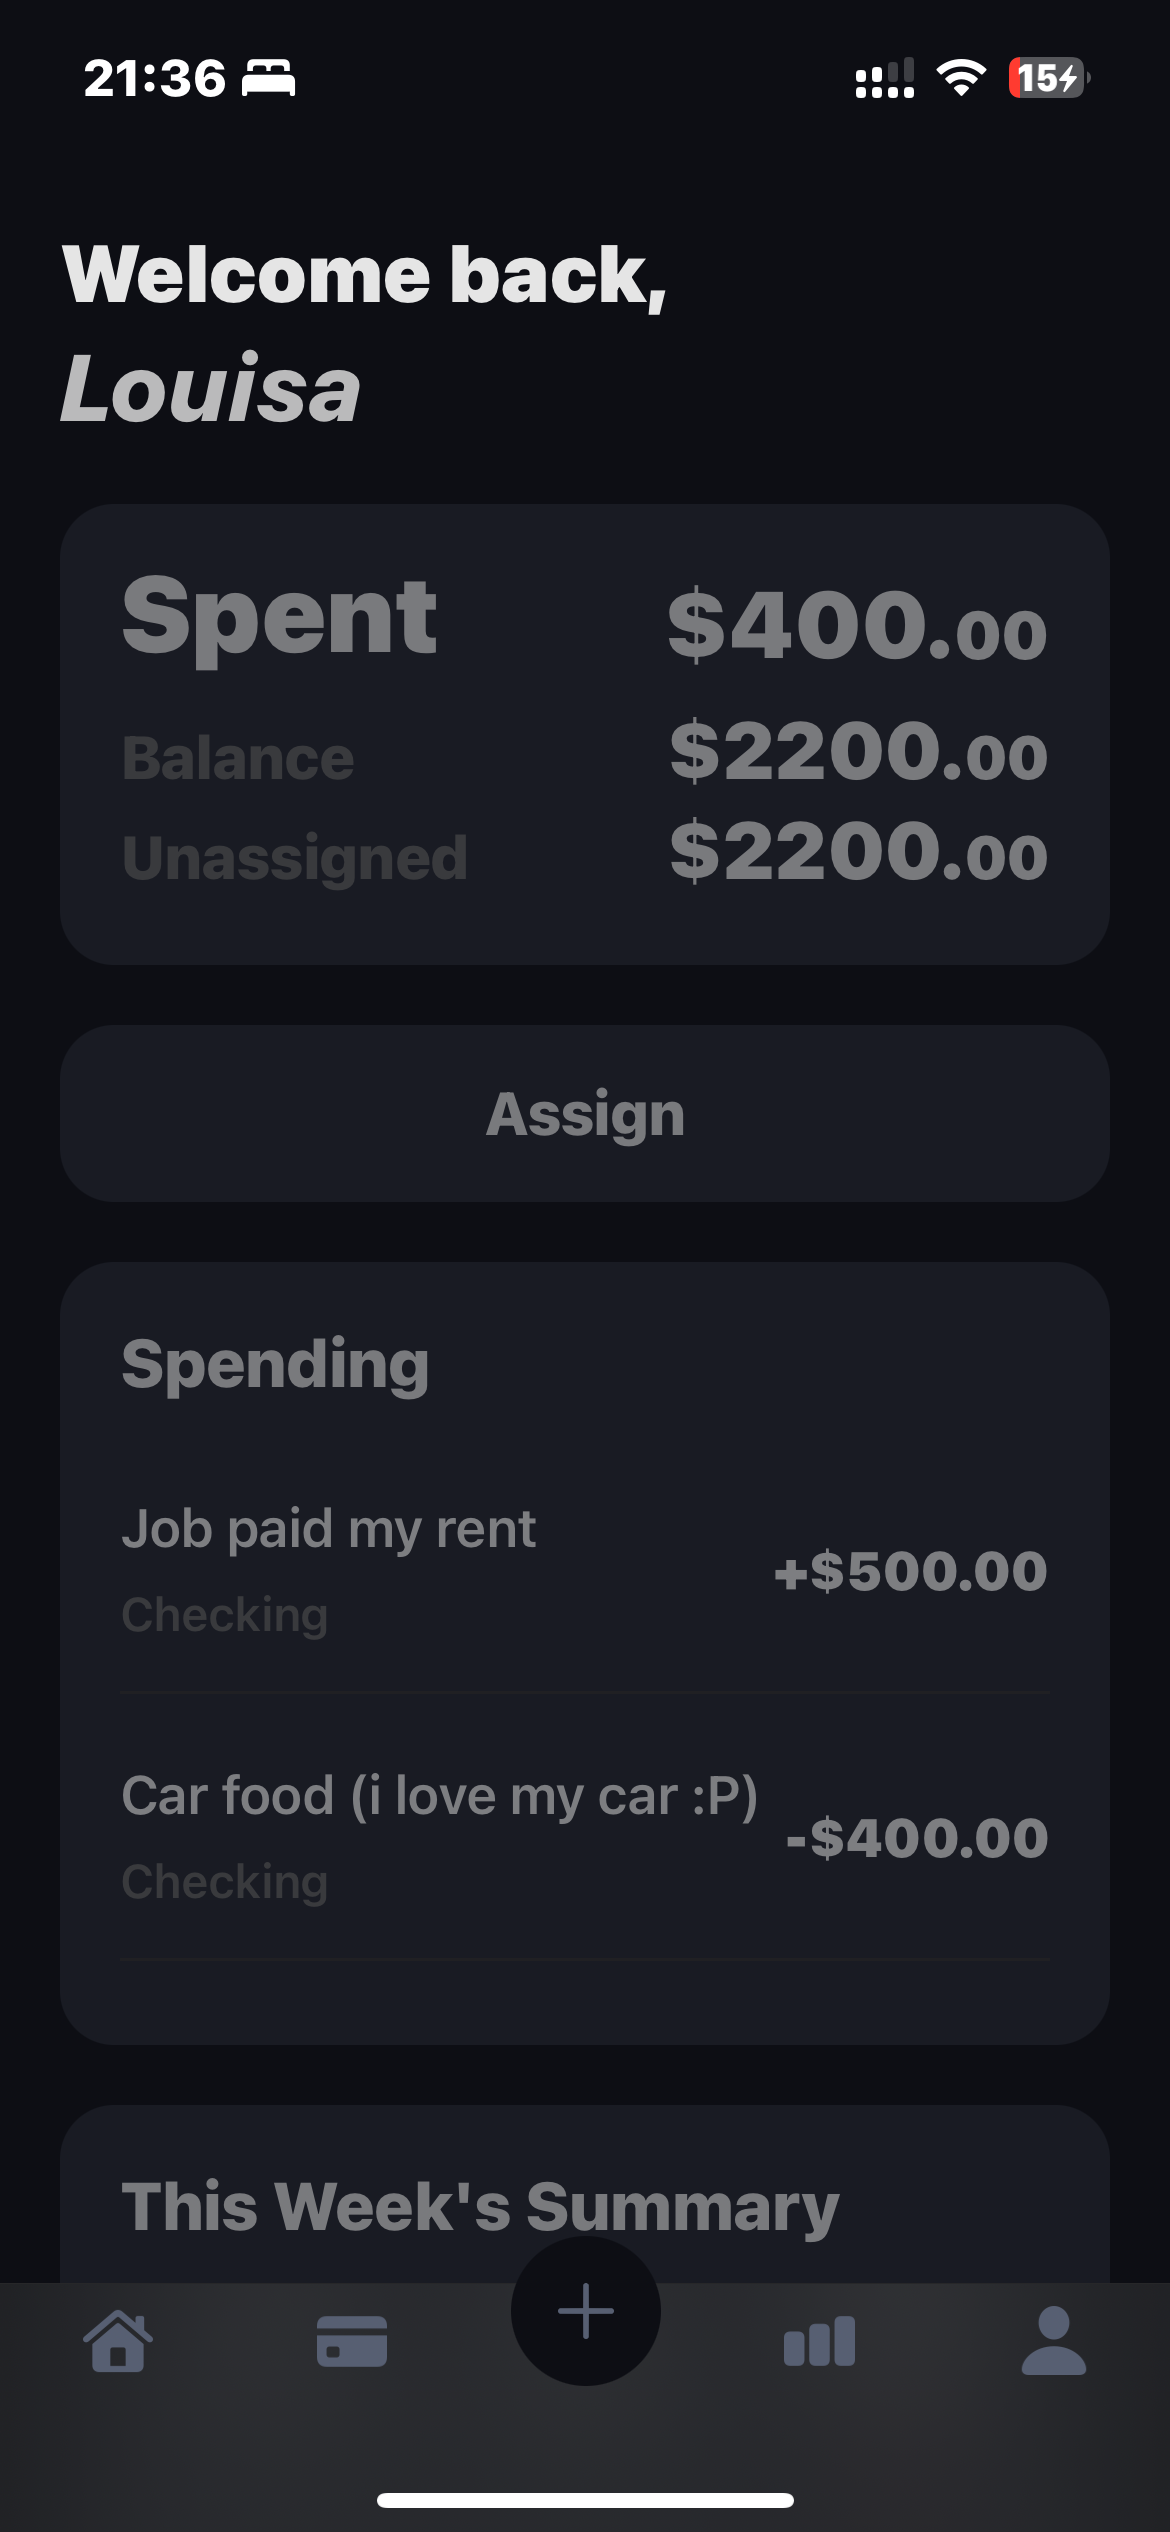 21:36
15
Welcome back,
Louisa
Spent $400.00
Balance $2200.00
Unassigned $2200.00
Assign
Spending
Job paid my rent
+$500.00
Checking
Car food (i love my car :P)
-$400.00
Checking
This Week's Summary